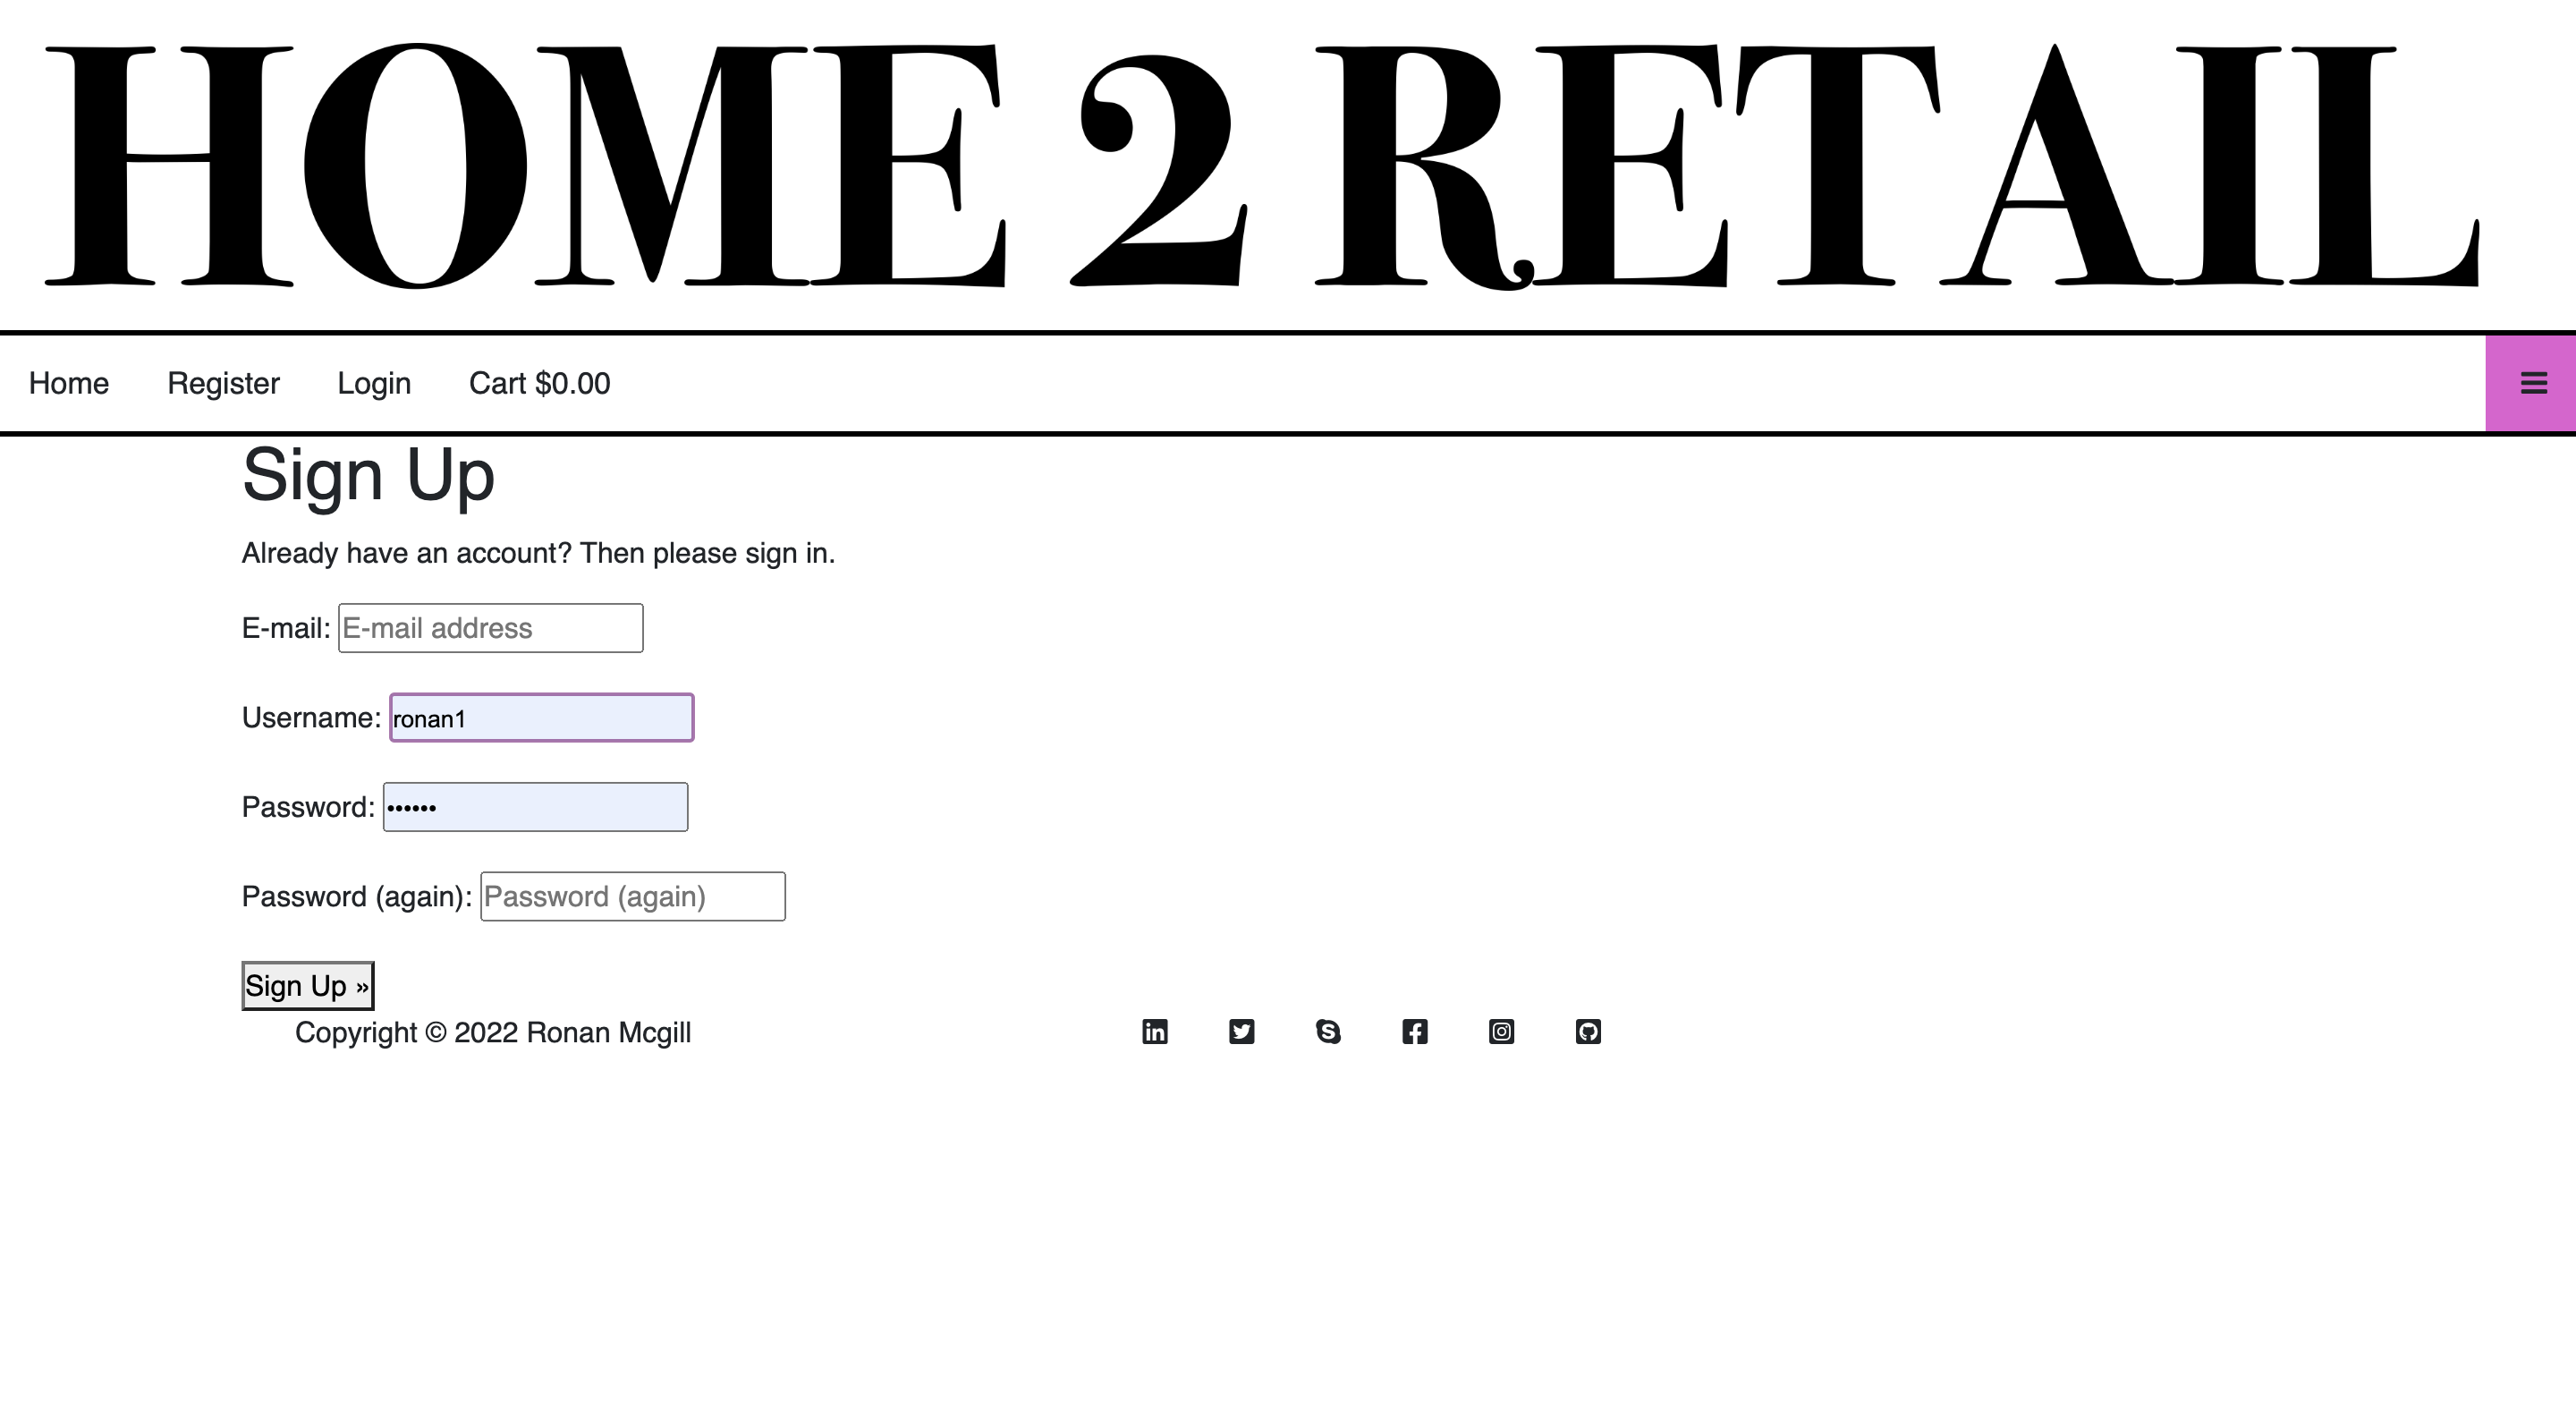 HOME 2 RETAIL
Home Register Login Cart $0.00
Sign Up
Already have an account? Then please sign in.
E-mail: E-mail address
Username: ronan1
Password: ••••••
Password (again): Password (again)
Sign Up »
Copyright © 2022 Ronan Mcgill